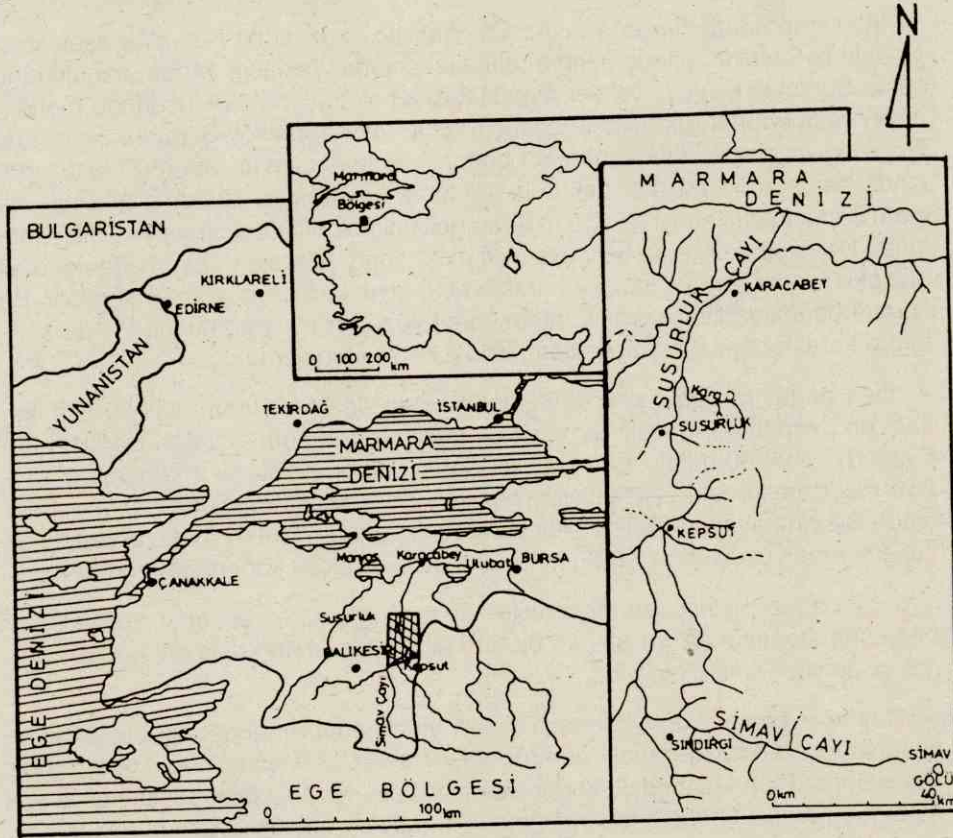 N
Marmara
Bölgesi
0 100 200
km
BULGARİSTAN
KIRKLARELİ
EDİRNE
YUNANİSTAN
TEKİRDAĞ
İSTANBUL
MARMARA
DENİZİ
Manyas
Karacabey
Ulubat
BURSA
ÇANAKKALE
Susurluk
BALIKESİR
Kepsut
Simav Çayı
EGE DENİZİ
EGE BÖLGESİ
0 100 km
MARMARA
DENİZİ
SUSURLUK ÇAYI
KARACABEY
SUSURLUK
KEPSUT
SİMAV ÇAYI
SINDIRGI
SİMAV
GÖLÜ
0 km 40 km